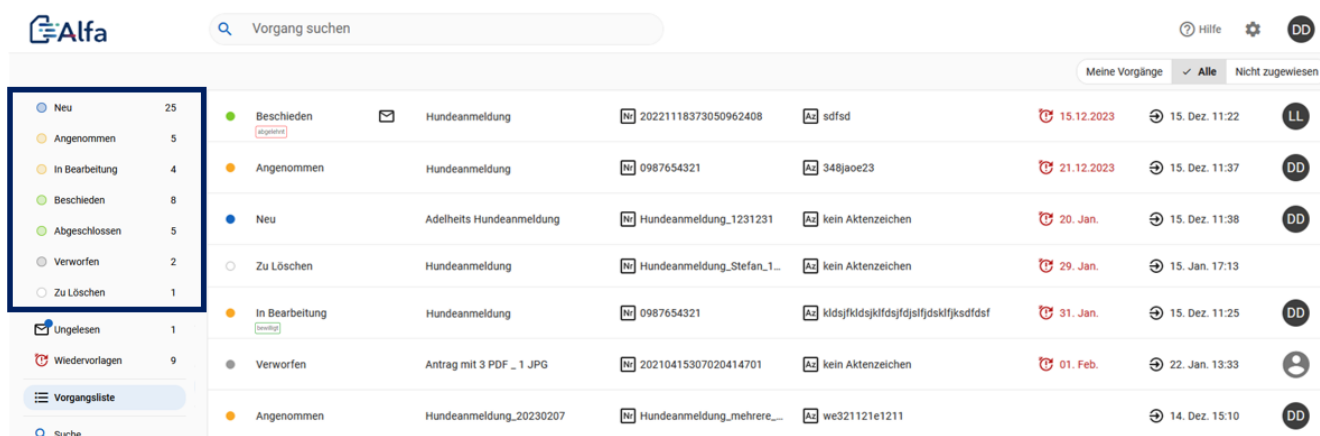 Alfa
Vorgang suchen
Hilfe
DD
Meine Vorgänge Alle Nicht zugewiesen
Neu 25
Angenommen 5
In Bearbeitung 4
Beschieden 8
Abgeschlossen 5
Verworfen 2
Zu Löschen 1
Ungelesen 1
Wiedervorlagen 9
Vorgangsliste
Suche
Beschieden Hundeanmeldung Nr 20221118373050962408 Az sdfsd 15.12.2023 15. Dez. 11:22 LL
abgelehnt
Angenommen Hundeanmeldung Nr 0987654321 Az 348jaoe23 21.12.2023 15. Dez. 11:37 DD
Neu Adelheits Hundeanmeldung Nr Hundeanmeldung_1231231 Az kein Aktenzeichen 20. Jan. 15. Dez. 11:38 DD
Zu Löschen Hundeanmeldung Nr Hundeanmeldung_Stefan_1... Az kein Aktenzeichen 29. Jan. 15. Jan. 17:13
In Bearbeitung Hundeanmeldung Nr 0987654321 Az kldsjfkldsjklfdsjfdjslfjdsklfjksdfdsf 31. Jan. 15. Dez. 11:25 DD
bewilligt
Verworfen Antrag mit 3 PDF _ 1 JPG Nr 20210415307020414701 Az kein Aktenzeichen 01. Feb. 22. Jan. 13:33
Angenommen Hundeanmeldung_20230207 Nr Hundeanmeldung_mehrere_... Az we321121e1211 14. Dez. 15:10 DD